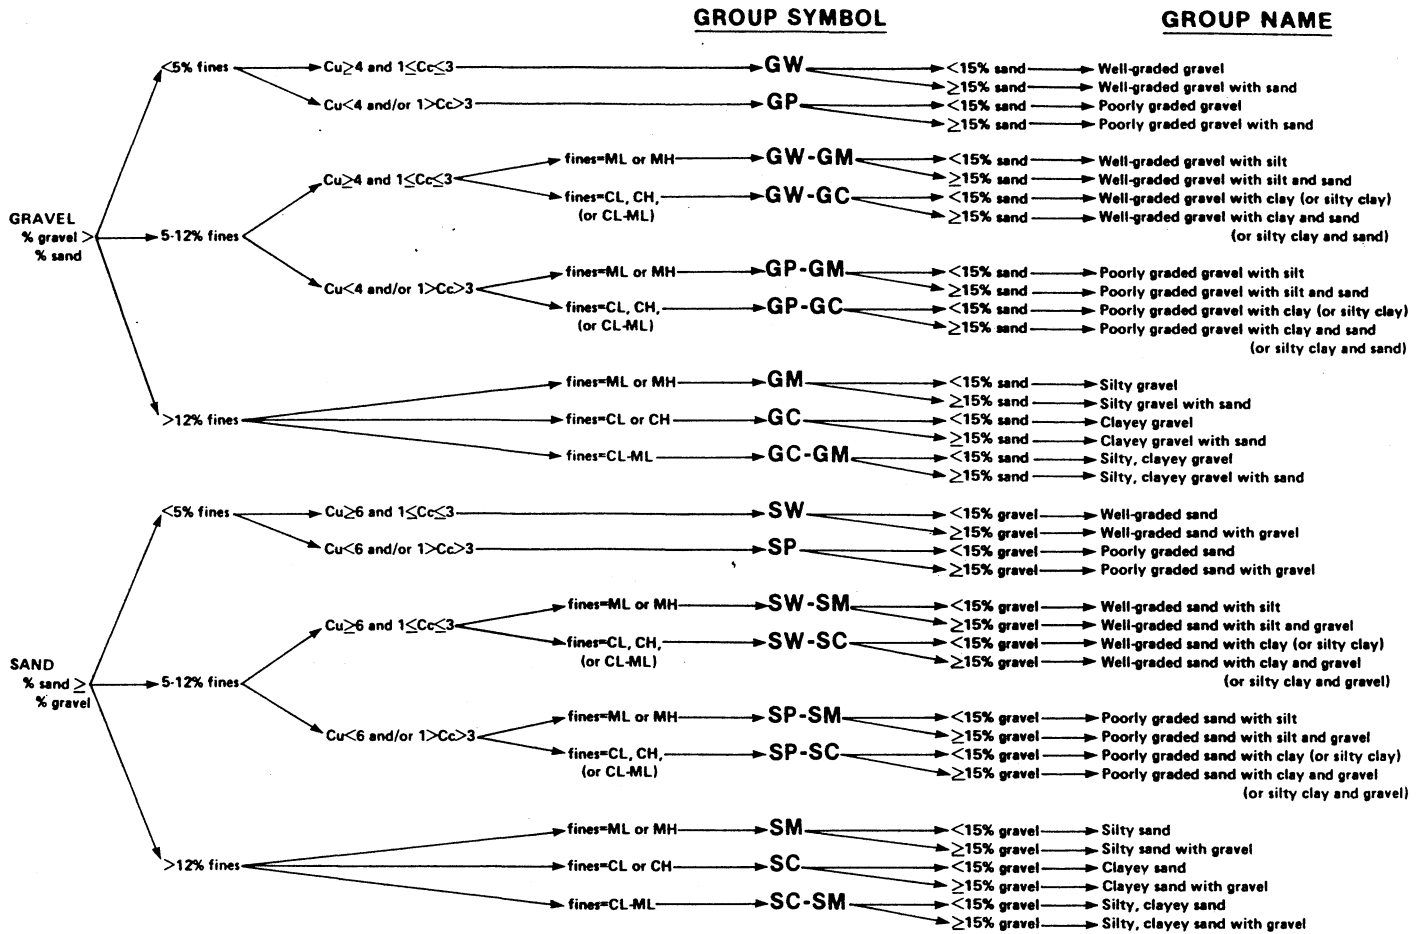 GROUP SYMBOL GROUP NAME
<5% fines Cu≥4 and 1≤Cc≤3 GW <15% sand Well-graded gravel
≥15% sand Well-graded gravel with sand
Cu<4 and/or 1>Cc>3 GP <15% sand Poorly graded gravel
≥15% sand Poorly graded gravel with sand
fines=ML or MH GW-GM <15% sand Well-graded gravel with silt
Cu≥4 and 1≤Cc≤3 ≥15% sand Well-graded gravel with silt and sand
fines=CL, CH, GW-GC <15% sand Well-graded gravel with clay (or silty clay)
(or CL-ML) ≥15% sand Well-graded gravel with clay and sand
GRAVEL
% gravel > 5-12% fines (or silty clay and sand)
% sand
fines=ML or MH GP-GM <15% sand Poorly graded gravel with silt
Cu<4 and/or 1>Cc>3 ≥15% sand Poorly graded gravel with silt and sand
fines=CL, CH, GP-GC <15% sand Poorly graded gravel with clay (or silty clay)
(or CL-ML) ≥15% sand Poorly graded gravel with clay and sand
(or silty clay and sand)
fines=ML or MH GM <15% sand Silty gravel
≥15% sand Silty gravel with sand
>12% fines fines=CL or CH GC <15% sand Clayey gravel
≥15% sand Clayey gravel with sand
fines=CL-ML GC-GM <15% sand Silty, clayey gravel
≥15% sand Silty, clayey gravel with sand
<5% fines Cu≥6 and 1≤Cc≤3 SW <15% gravel Well-graded sand
≥15% gravel Well-graded sand with gravel
Cu<6 and/or 1>Cc>3 SP <15% gravel Poorly graded sand
≥15% gravel Poorly graded sand with gravel
fines=ML or MH SW-SM <15% gravel Well-graded sand with silt
Cu≥6 and 1≤Cc≤3 ≥15% gravel Well-graded sand with silt and gravel
fines=CL, CH, SW-SC <15% gravel Well-graded sand with clay (or silty clay)
(or CL-ML) ≥15% gravel Well-graded sand with clay and gravel
SAND
% sand ≥ 5-12% fines (or silty clay and gravel)
% gravel
fines=ML or MH SP-SM <15% gravel Poorly graded sand with silt
Cu<6 and/or 1>Cc>3 ≥15% gravel Poorly graded sand with silt and gravel
fines=CL, CH, SP-SC <15% gravel Poorly graded sand with clay (or silty clay)
(or CL-ML) ≥15% gravel Poorly graded sand with clay and gravel
(or silty clay and gravel)
fines=ML or MH SM <15% gravel Silty sand
≥15% gravel Silty sand with gravel
>12% fines fines=CL or CH SC <15% gravel Clayey sand
≥15% gravel Clayey sand with gravel
fines=CL-ML SC-SM <15% gravel Silty, clayey sand
≥15% gravel Silty, clayey sand with gravel